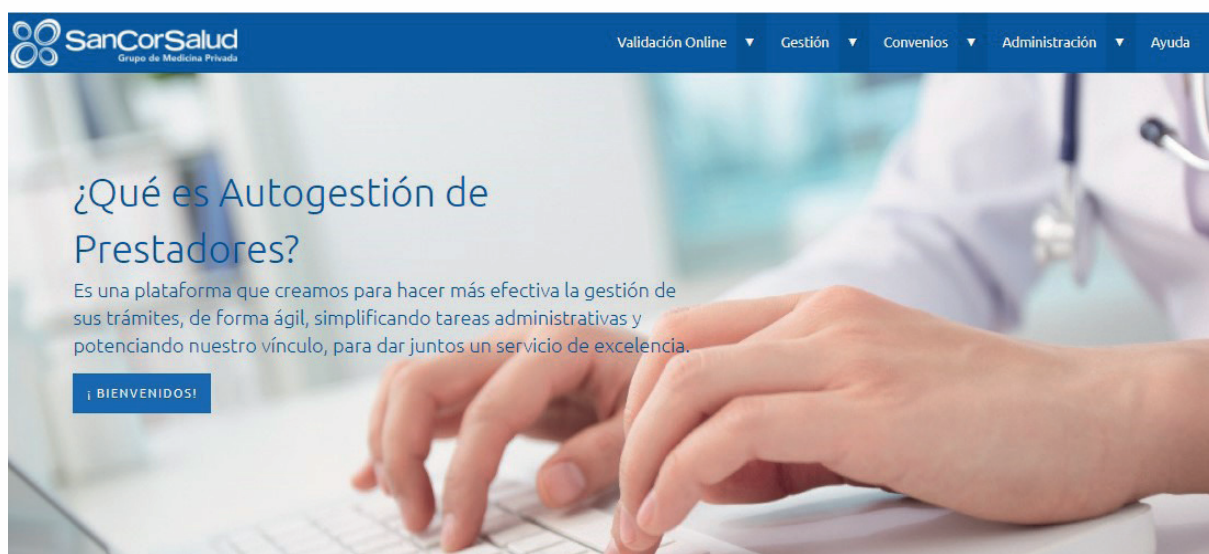 SanCorSalud
Grupo de Medicina Privada
Validación Online ▼ Gestión ▼ Convenios ▼ Administración ▼ Ayuda
¿Qué es Autogestión de
Prestadores?
Es una plataforma que creamos para hacer más efectiva la gestión de
sus trámites, de forma ágil, simplificando tareas administrativas y
potenciando nuestro vínculo, para dar juntos un servicio de excelencia.
¡ BIENVENIDOS!